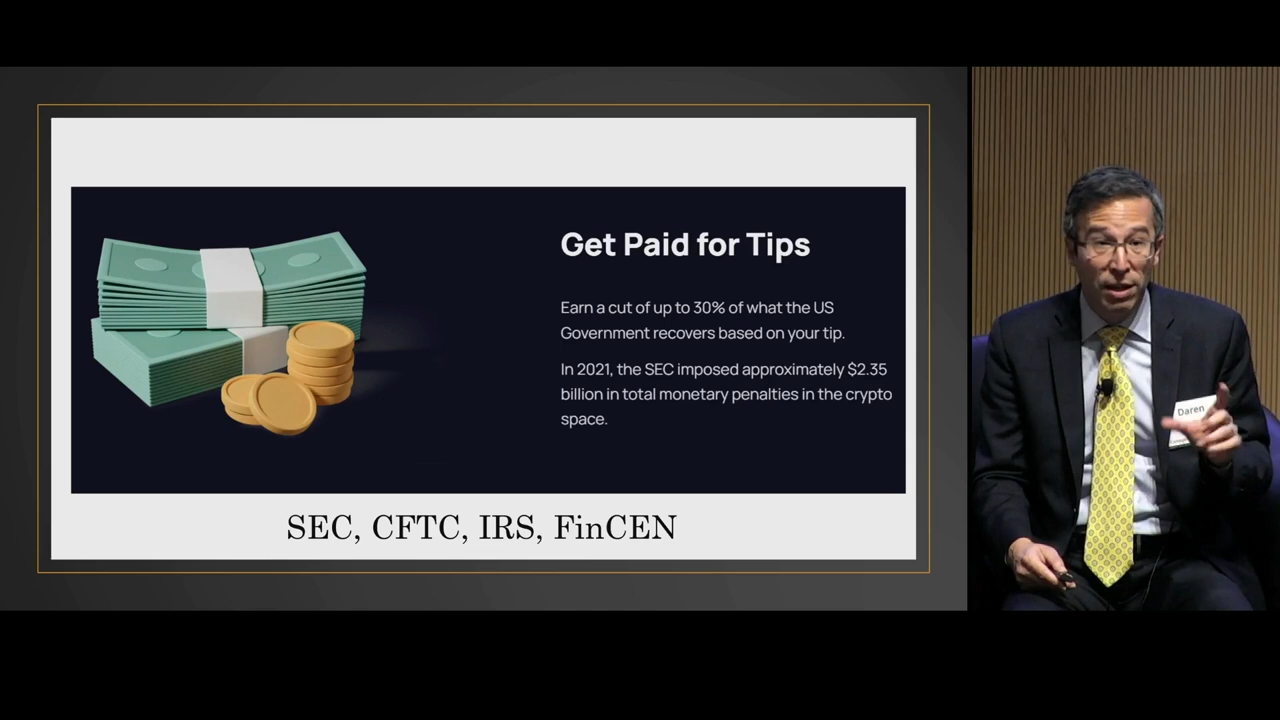 Get Paid for Tips
Earn a cut of up to 30% of what the US
Government recovers based on your tip.
In 2021, the SEC imposed approximately $2.35
billion in total monetary penalties in the crypto
space.
SEC, CFTC, IRS, FinCEN
Daren